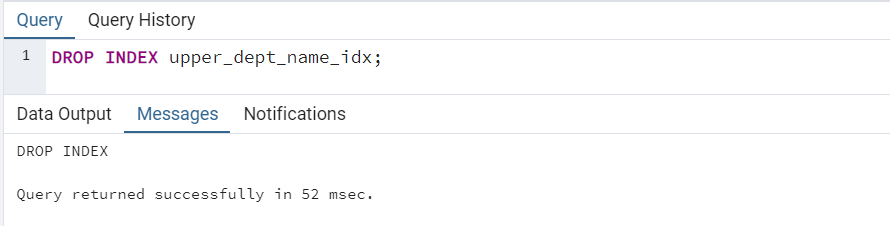 Query Query History
1 DROP INDEX upper_dept_name_idx;
Data Output Messages Notifications
DROP INDEX
Query returned successfully in 52 msec.